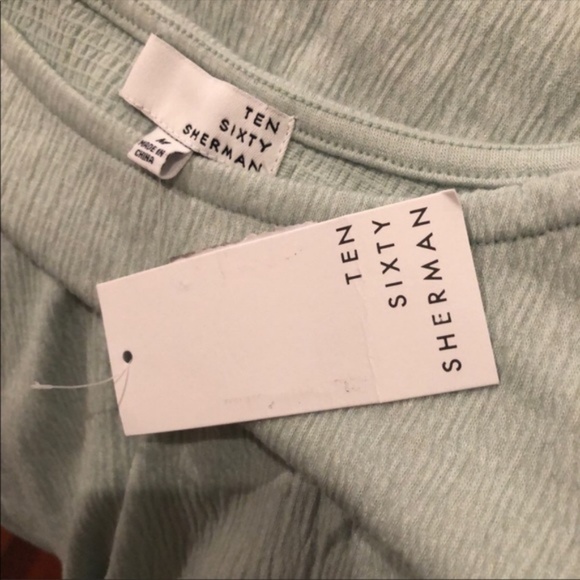 TEN
SIXTY
SHERMAN
M
MADE IN
CHINA
TEN
SIXTY
SHERMAN